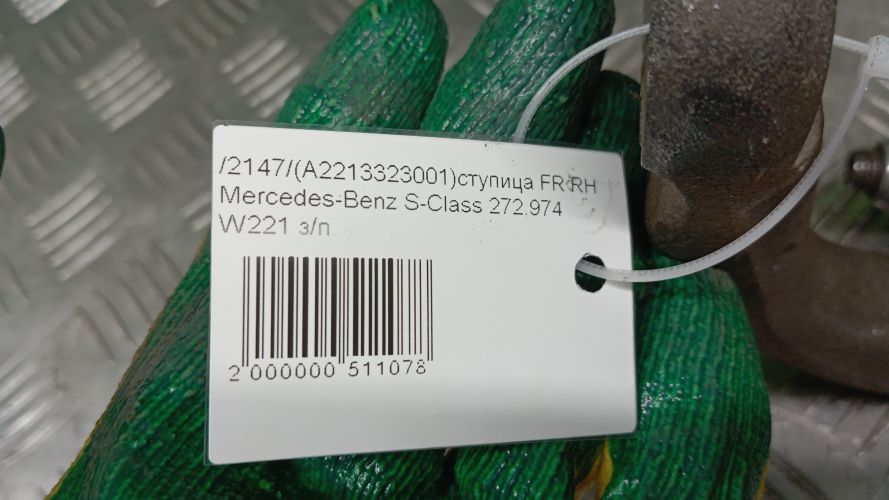 /2147/(A2213323001)ступица FR RH
Mercedes-Benz S-Class 272.974
W221 з/п
2 000000 511078